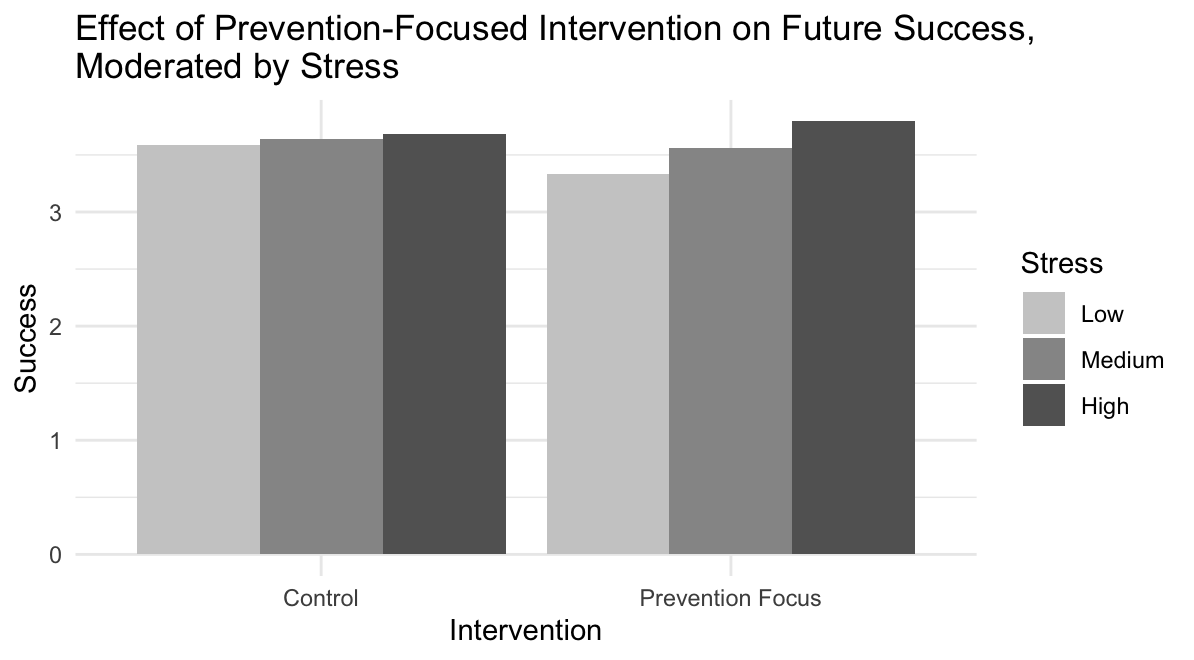 Effect of Prevention-Focused Intervention on Future Success,
Moderated by Stress
Success
3
2
1
0
Control
Prevention Focus
Intervention
Stress
Low
Medium
High